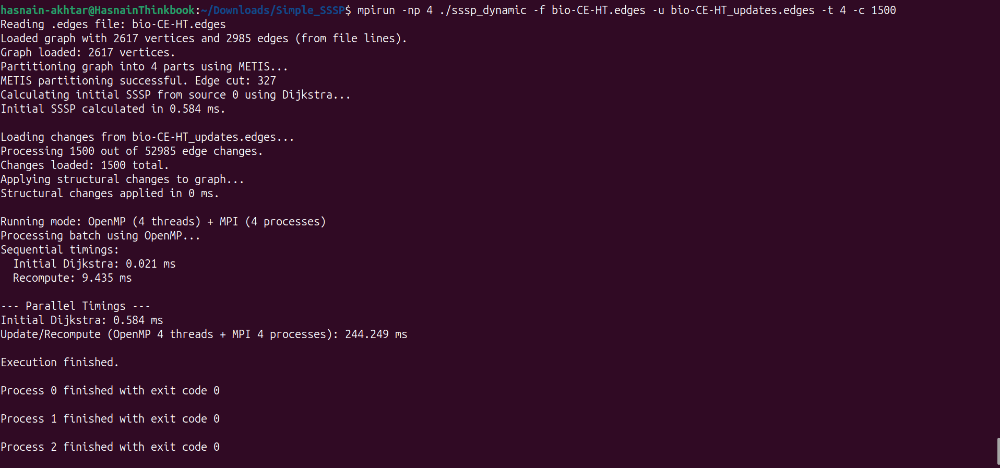 hasnain-akhtar@HasnainThinkbook:~/Downloads/Simple_SSSP$ mpirun -np 4 ./sssp_dynamic -f bio-CE-HT.edges -u bio-CE-HT_updates.edges -t 4 -c 1500
Reading .edges file: bio-CE-HT.edges
Loaded graph with 2617 vertices and 2985 edges (from file lines).
Graph loaded: 2617 vertices.
Partitioning graph into 4 parts using METIS...
METIS partitioning successful. Edge cut: 327
Calculating initial SSSP from source 0 using Dijkstra...
Initial SSSP calculated in 0.584 ms.

Loading changes from bio-CE-HT_updates.edges...
Processing 1500 out of 52985 edge changes.
Changes loaded: 1500 total.
Applying structural changes to graph...
Structural changes applied in 0 ms.

Running mode: OpenMP (4 threads) + MPI (4 processes)
Processing batch using OpenMP...
Sequential timings:
  Initial Dijkstra: 0.021 ms
  Recompute: 9.435 ms

--- Parallel Timings ---
Initial Dijkstra: 0.584 ms
Update/Recompute (OpenMP 4 threads + MPI 4 processes): 244.249 ms

Execution finished.

Process 0 finished with exit code 0

Process 1 finished with exit code 0

Process 2 finished with exit code 0